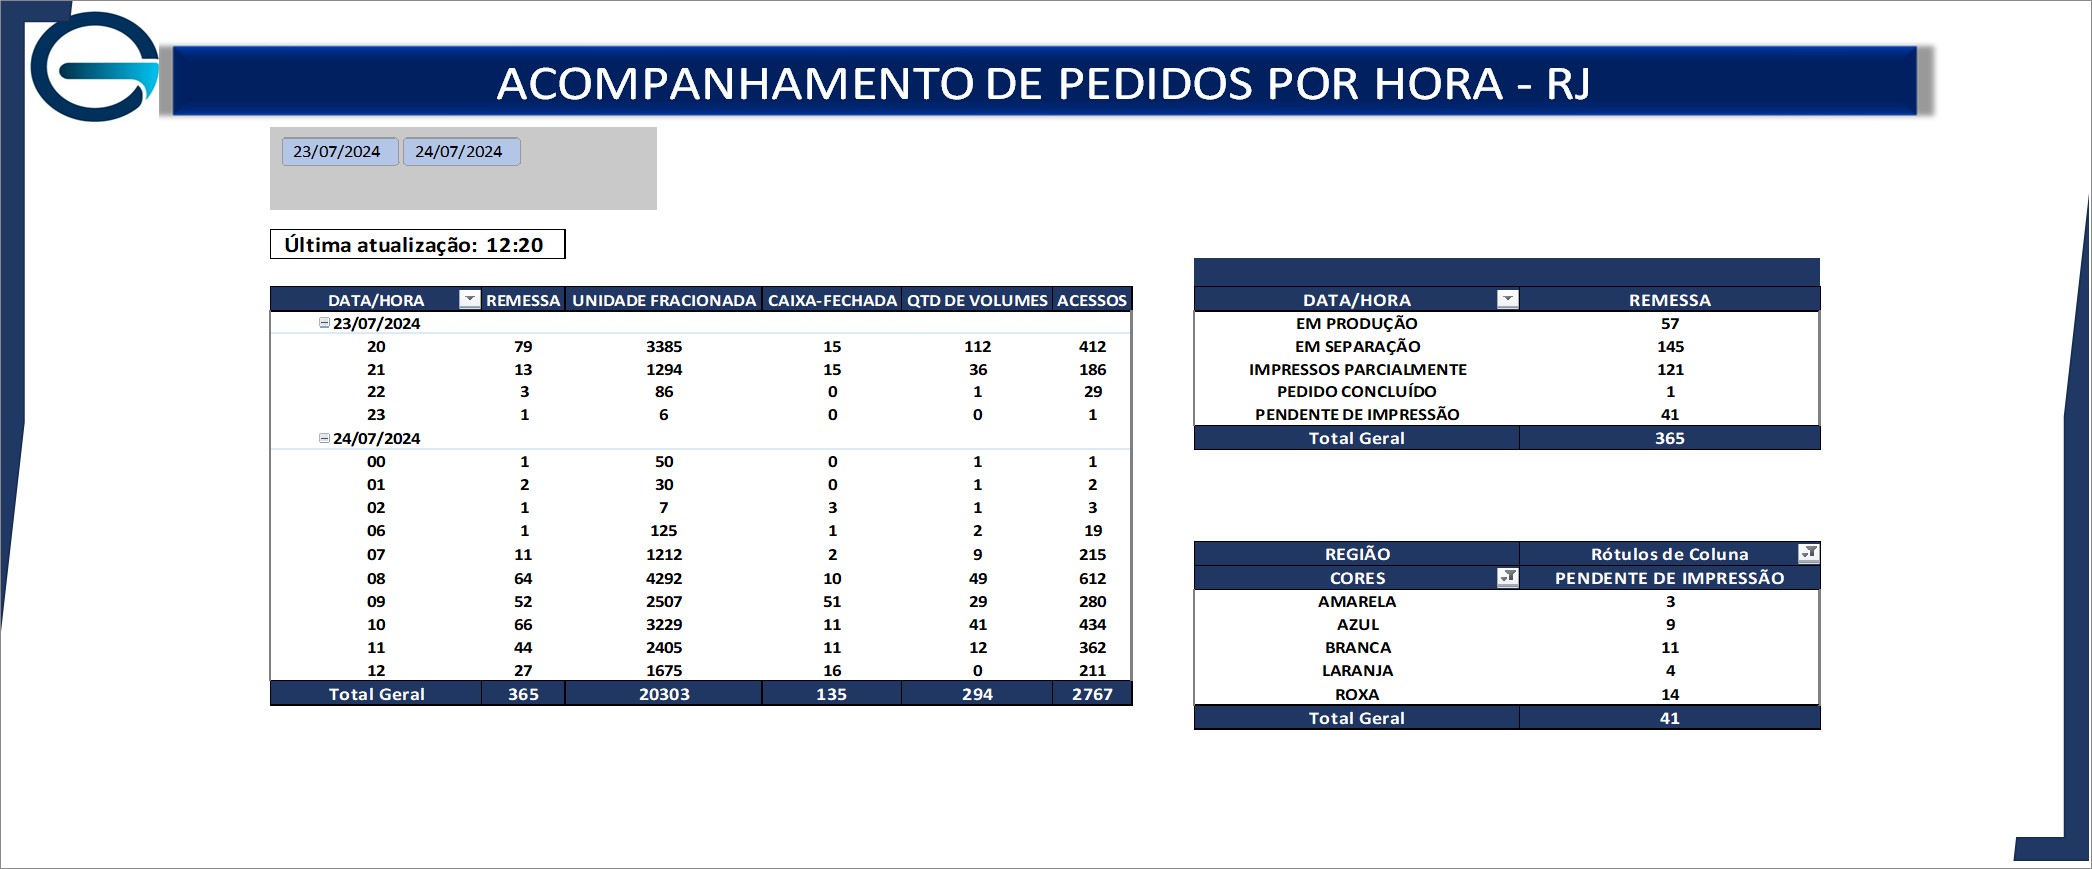 ACOMPANHAMENTO DE PEDIDOS POR HORA - RJ
23/07/2024 24/07/2024
Última atualização: 12:20
DATA/HORA REMESSA UNIDADE FRACIONADA CAIXA-FECHADA QTD DE VOLUMES ACESSOS
23/07/2024
20 79 3385 15 112 412
21 13 1294 15 36 186
22 3 86 0 1 29
23 1 6 0 0 1
24/07/2024
00 1 50 0 1 1
01 2 30 0 1 2
02 1 7 3 1 3
06 1 125 1 2 19
07 11 1212 2 9 215
08 64 4292 10 49 612
09 52 2507 51 29 280
10 66 3229 11 41 434
11 44 2405 11 12 362
12 27 1675 16 0 211
Total Geral 365 20303 135 294 2767
DATA/HORA REMESSA
EM PRODUÇÃO 57
EM SEPARAÇÃO 145
IMPRESSOS PARCIALMENTE 121
PEDIDO CONCLUÍDO 1
PENDENTE DE IMPRESSÃO 41
Total Geral 365
REGIÃO Rótulos de Coluna
CORES PENDENTE DE IMPRESSÃO
AMARELA 3
AZUL 9
BRANCA 11
LARANJA 4
ROXA 14
Total Geral 41